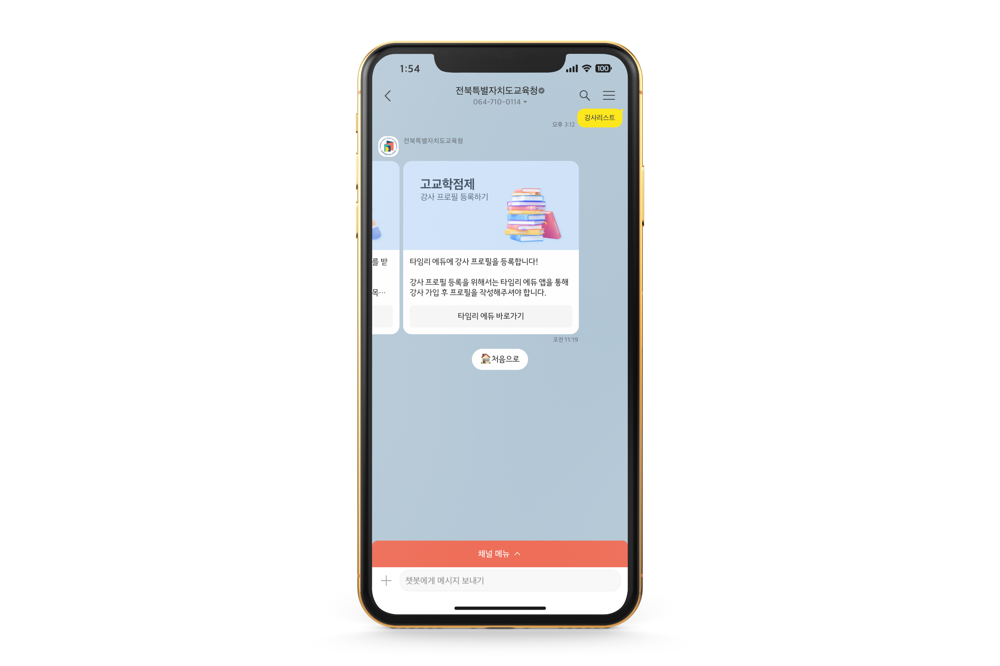 1:54
100
전북특별자치도교육청
064-710-0114
강사리스트
오후 3:12
전북특별자치도교육청
고교학점제
강사 프로필 등록하기
를 받
타임리 에듀에 강사 프로필을 등록합니다!
강사 프로필 등록을 위해서는 타임리 에듀 앱을 통해
목…
강사 가입 후 프로필을 작성해주셔야 합니다.
타임리 에듀 바로가기
오전 11:19
처음으로
채널 메뉴
챗봇에게 메시지 보내기